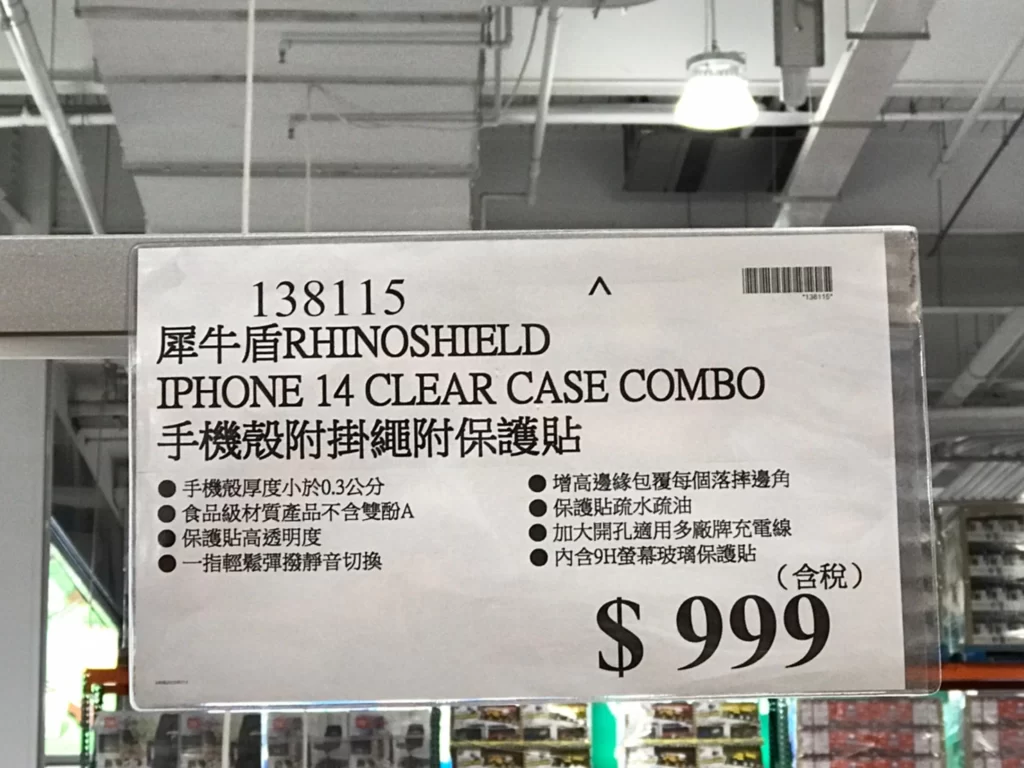 138115
^
*138115*
犀牛盾RHINOSHIELD
IPHONE 14 CLEAR CASE COMBO
手機殼附掛繩附保護貼
● 手機殼厚度小於0.3公分
● 食品級材質產品不含雙酚A
● 保護貼高透明度
● 一指輕鬆彈撥靜音切換
● 增高邊緣包覆每個落摔邊角
● 保護貼疏水疏油
● 加大開孔適用多廠牌充電線
● 內含9H螢幕玻璃保護貼
（含稅）
$ 999